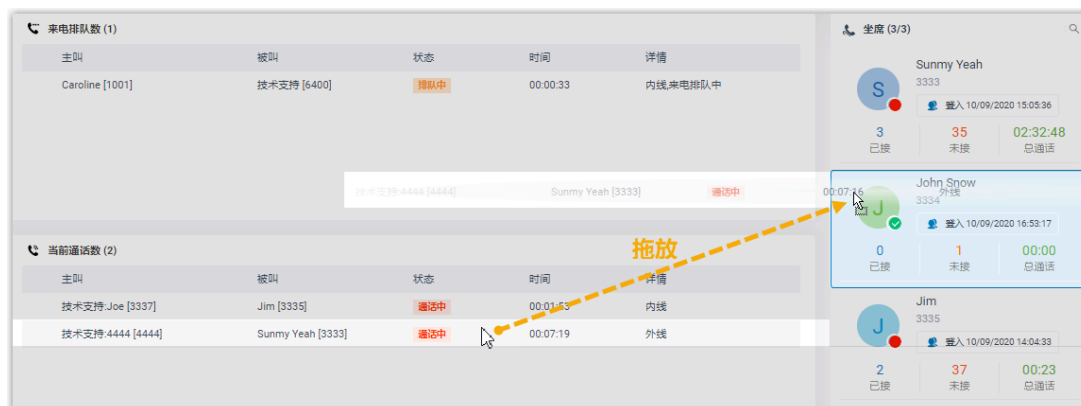 来电排队数 (1)
主叫 被叫 状态 时间 详情
Caroline [1001] 技术支持 [6400] 排队中 00:00:33 内线,来电排队中
技术支持:4444 [4444] Sunmy Yeah [3333] 通话中 00:07:16 外线
拖放
当前通话数 (2)
主叫 被叫 状态 时间 详情
技术支持:Joe [3337] Jim [3335] 通话中 00:01:53 内线
技术支持:4444 [4444] Sunmy Yeah [3333] 通话中 00:07:19 外线
坐席 (3/3)
S
Sunmy Yeah
3333
登入 10/09/2020 15:05:36
3 35 02:32:48
已接 未接 总通话
J
John Snow
3334
登入 10/09/2020 16:53:17
0 1 00:00
已接 未接 总通话
J
Jim
3335
登入 10/09/2020 14:04:33
2 37 00:23
已接 未接 总通话